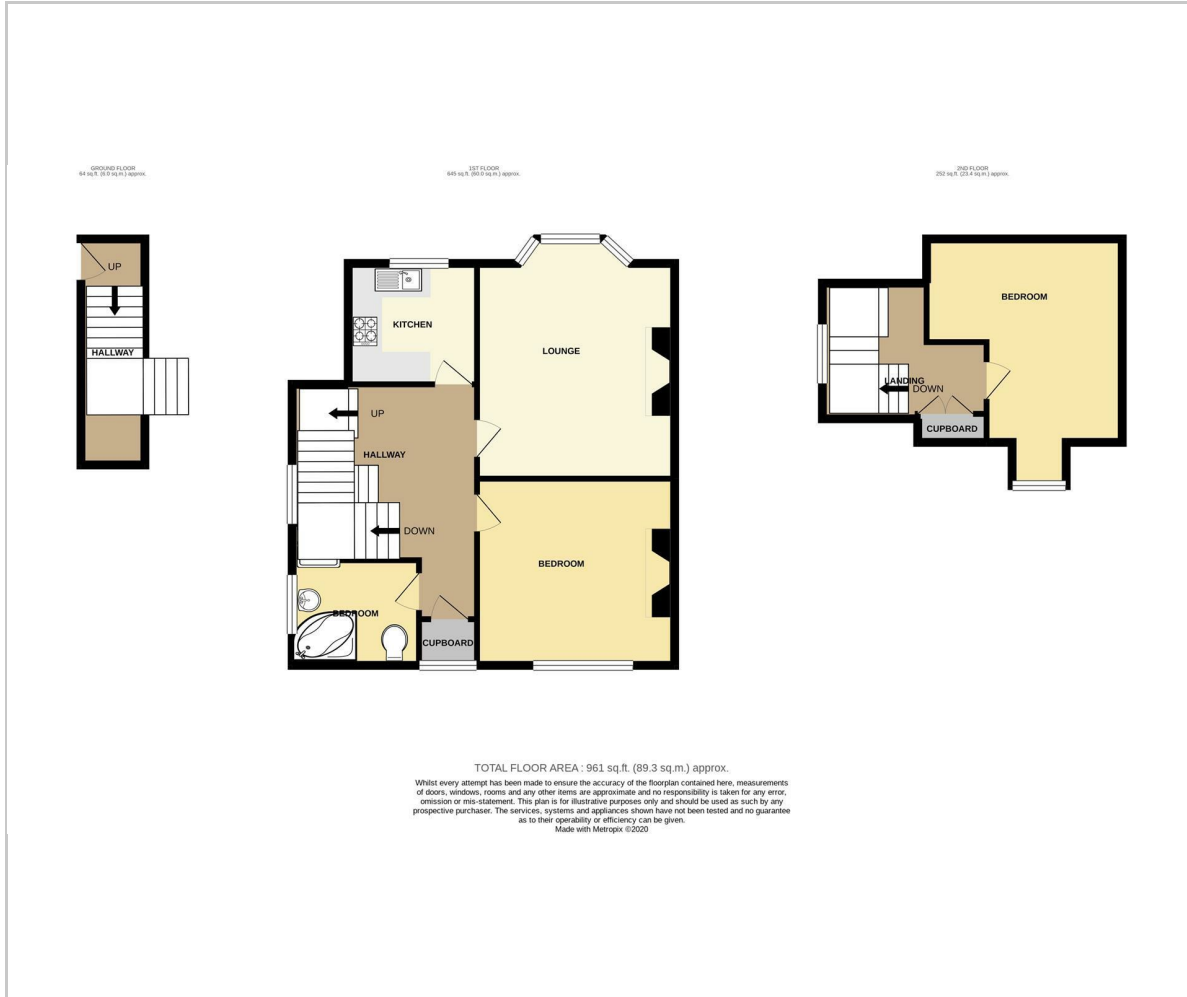 GROUND FLOOR
64 sq.ft. (6.0 sq.m.) approx.
UP
HALLWAY
1ST FLOOR
645 sq.ft. (60.0 sq.m.) approx.
KITCHEN
LOUNGE
UP
HALLWAY
DOWN
BEDROOM
BEDROOM
CUPBOARD
2ND FLOOR
252 sq.ft. (23.4 sq.m.) approx.
BEDROOM
LANDING
DOWN
CUPBOARD
TOTAL FLOOR AREA : 961 sq.ft. (89.3 sq.m.) approx.
Whilst every attempt has been made to ensure the accuracy of the floorplan contained here, measurements
of doors, windows, rooms and any other items are approximate and no responsibility is taken for any error,
omission or mis-statement. This plan is for illustrative purposes only and should be used as such by any
prospective purchaser. The services, systems and appliances shown have not been tested and no guarantee
as to their operability or efficiency can be given.
Made with Metropix ©2020